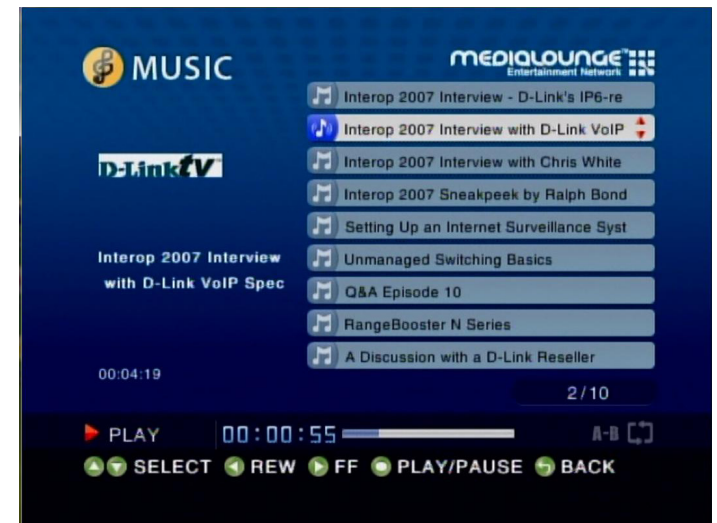 MUSIC
MEDIALOUNGE™
Entertainment Network
Interop 2007 Interview - D-Link's IP6-re
Interop 2007 Interview with D-Link VoIP
D-Link tv
Interop 2007 Interview with Chris White
Interop 2007 Sneakpeek by Ralph Bond
Setting Up an Internet Surveillance Syst
Interop 2007 Interview
with D-Link VoIP Spec
Unmanaged Switching Basics
Q&A Episode 10
RangeBooster N Series
A Discussion with a D-Link Reseller
00:04:19
2/10
PLAY 00:00:55 A-B
SELECT REW FF PLAY/PAUSE BACK